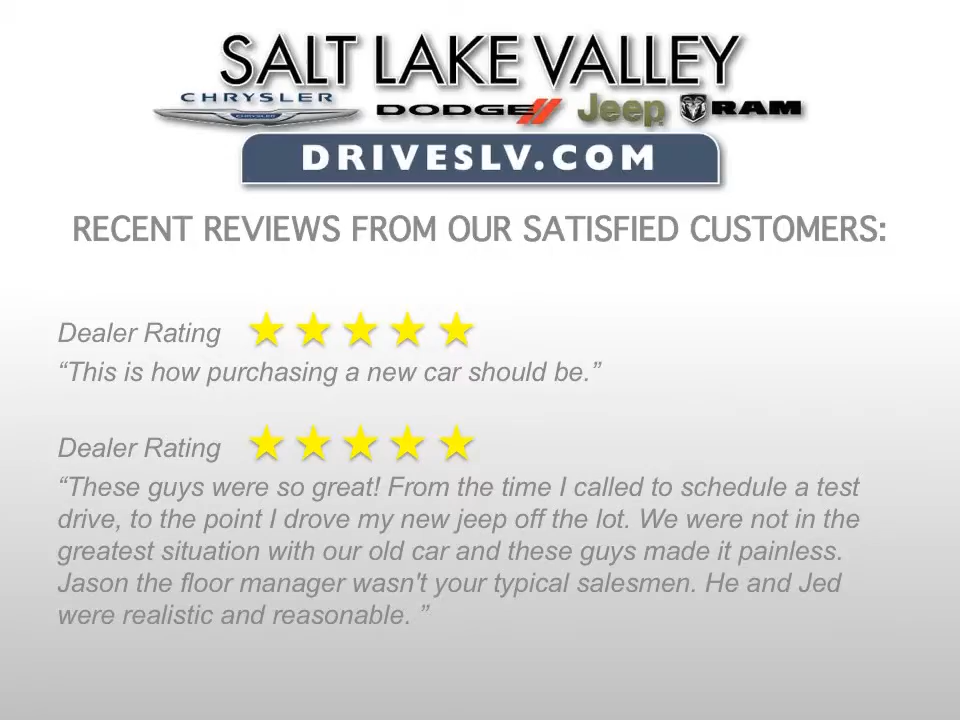 SALT LAKE VALLEY
CHRYSLER DODGE Jeep RAM
CHRYSLER
DRIVESLV.COM
RECENT REVIEWS FROM OUR SATISFIED CUSTOMERS:
Dealer Rating
“This is how purchasing a new car should be.”
Dealer Rating
“These guys were so great! From the time I called to schedule a test
drive, to the point I drove my new jeep off the lot. We were not in the
greatest situation with our old car and these guys made it painless.
Jason the floor manager wasn't your typical salesmen. He and Jed
were realistic and reasonable. ”